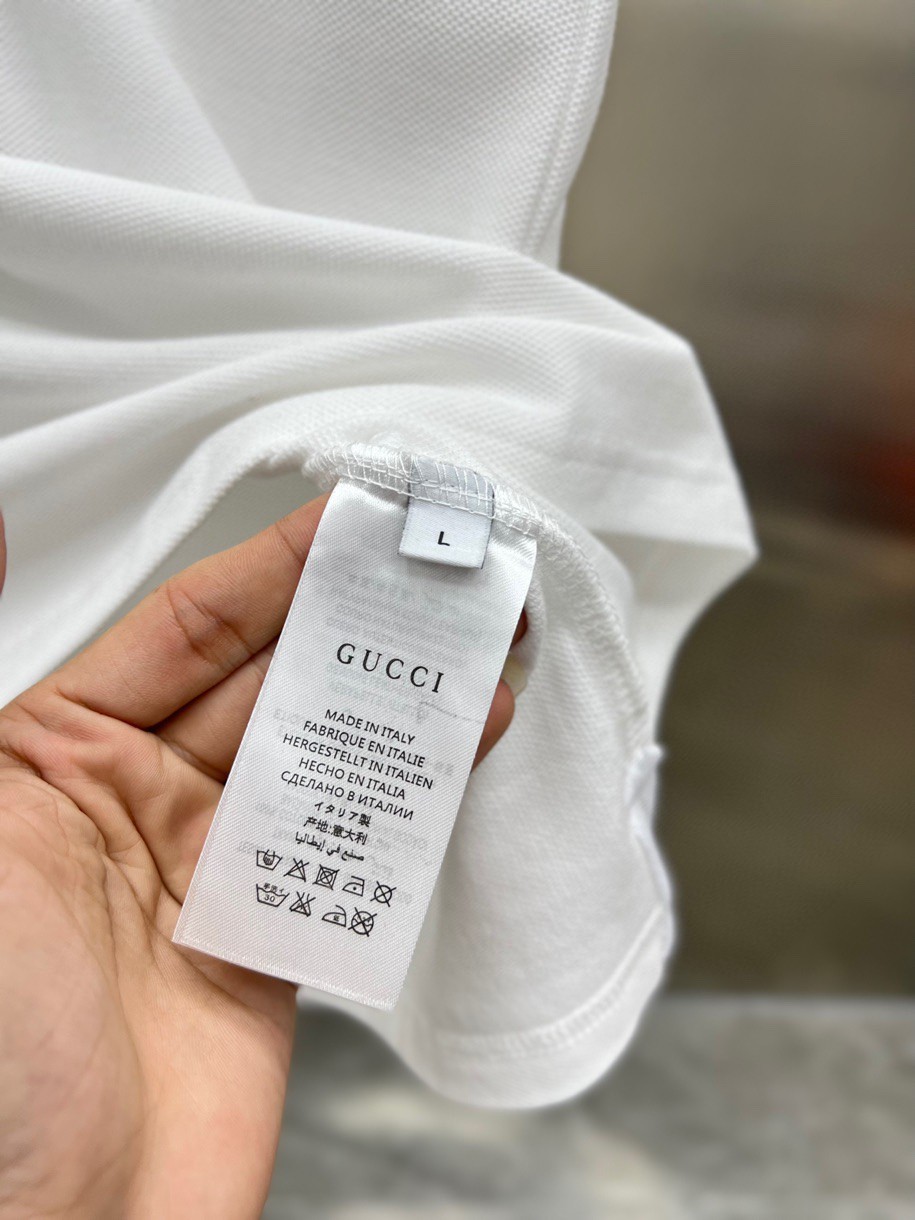 L
GUCCI
MADE IN ITALY
FABRIQUE EN ITALIE
HERGESTELLT IN ITALIEN
HECHO EN ITALIA
СДЕЛАНО В ИТАЛИИ
イタリア製
产地:意大利
صنع في إيطاليا
30